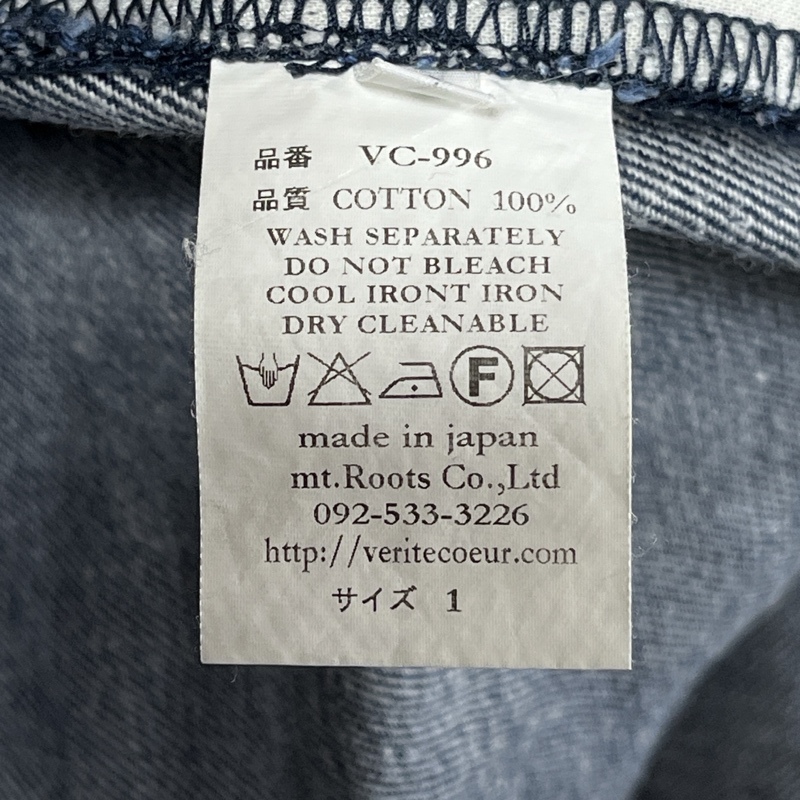 品番 VC-996
品質 COTTON 100%
WASH SEPARATELY
DO NOT BLEACH
COOL IRONT IRON
DRY CLEANABLE
F
made in japan
mt.Roots Co.,Ltd
092-533-3226
http://veritecoeur.com
サイズ 1